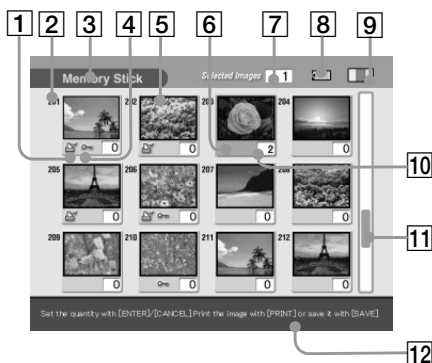 1 2 3 4 5 6 7 8 9
Memory Stick Selected Images 1
201 202 203 204
0 0 2 0
10
205 206 207 208
0 0 0 0
11
209 210 211 212
0 0 0 0
Set the quantity with [ENTER]/[CANCEL].Print the image with [PRINT] or save it with [SAVE]
12